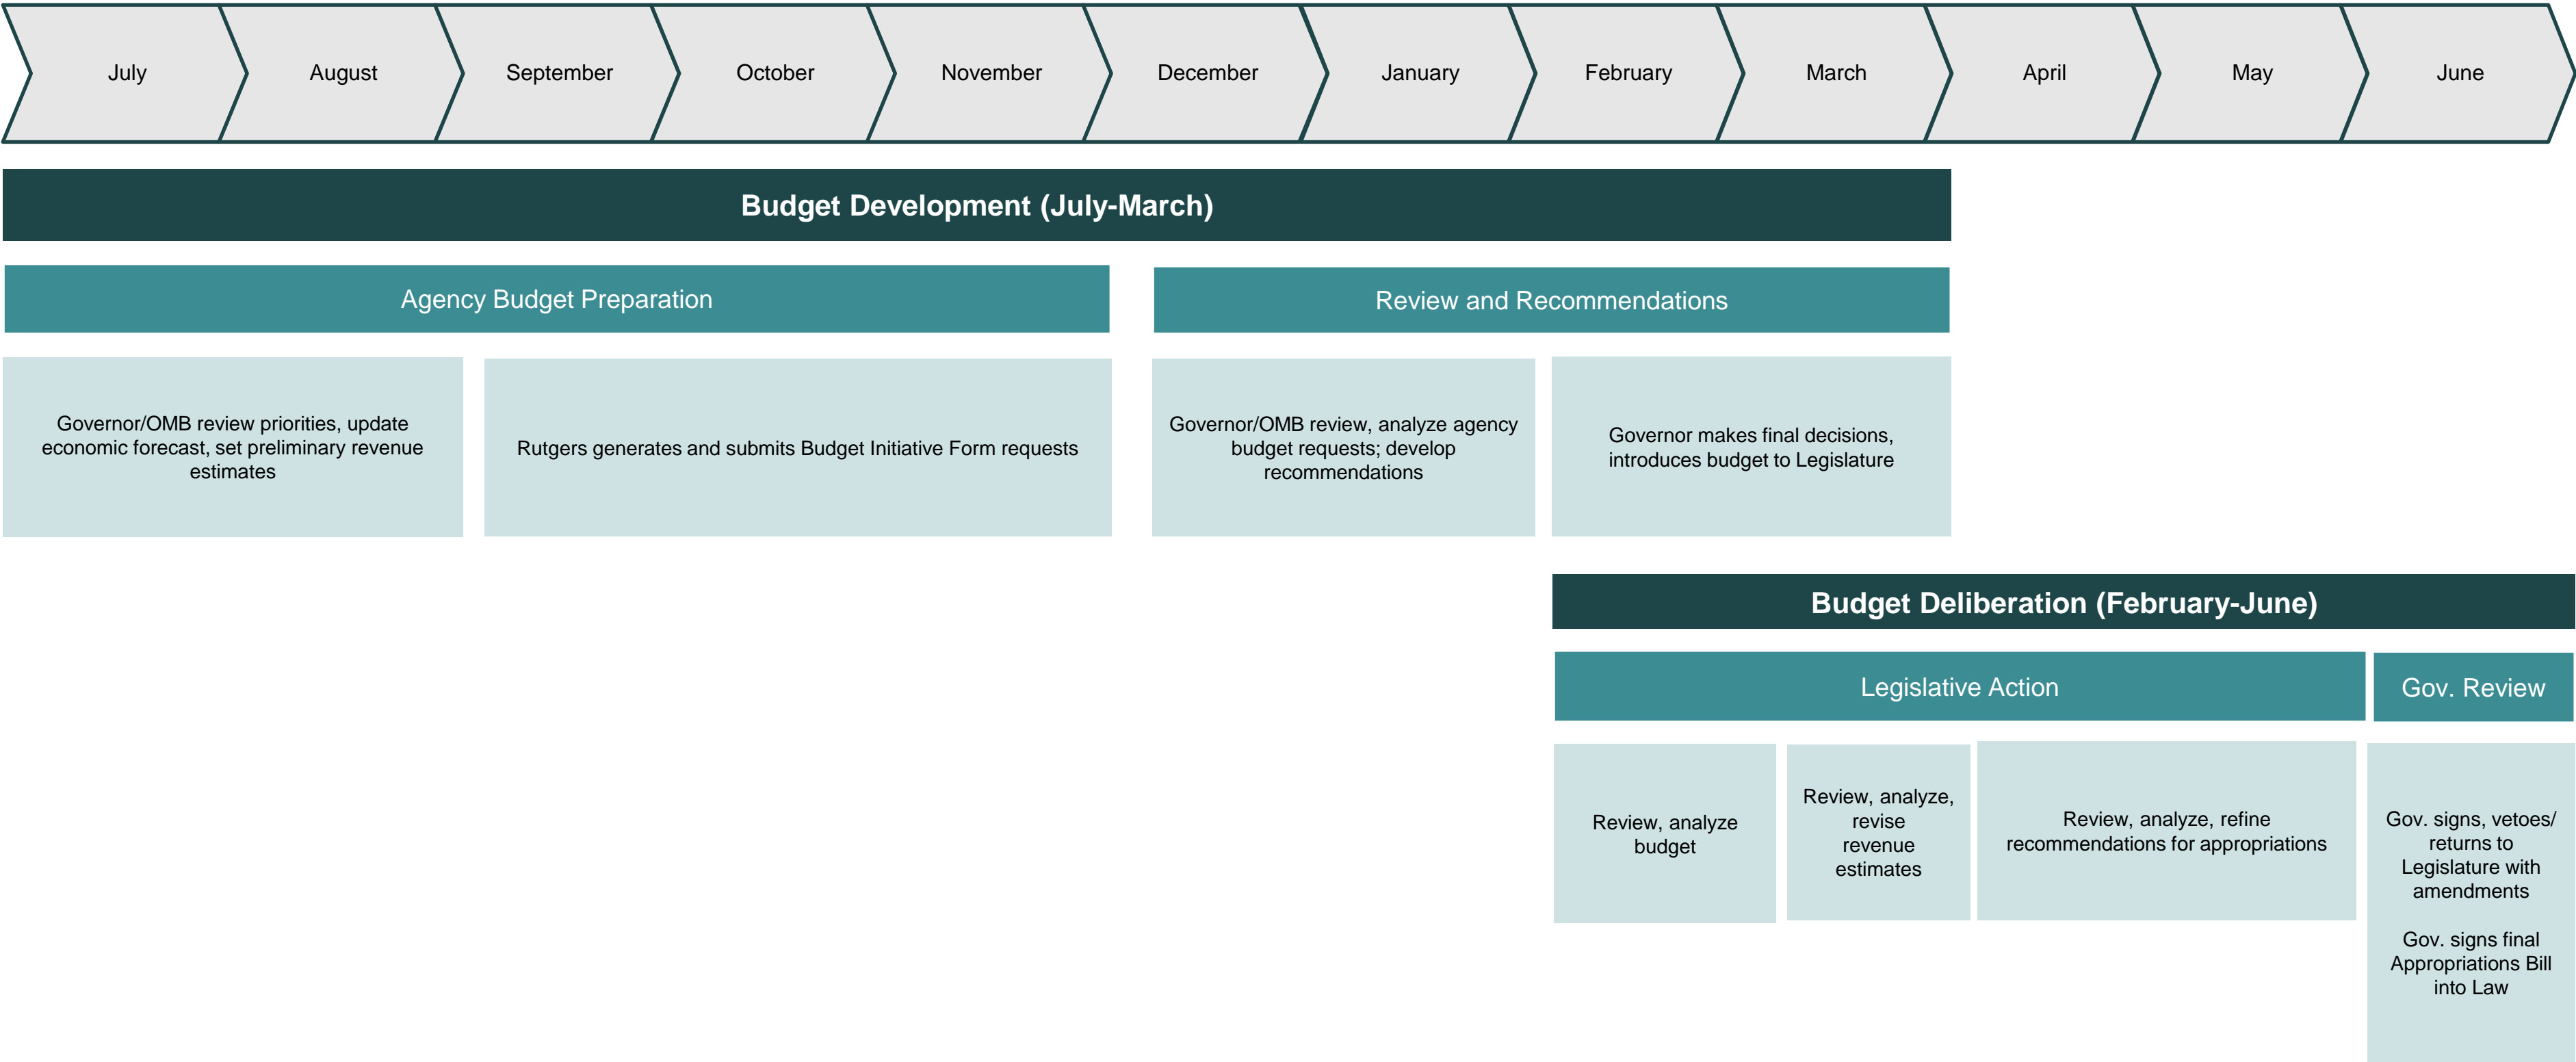 July
August
September
October
November
December
January
February
March
April
May
June
Budget Development (July-March)
Agency Budget Preparation
Review and Recommendations
Governor/OMB review priorities, update
economic forecast, set preliminary revenue
estimates
Rutgers generates and submits Budget Initiative Form requests
Governor/OMB review, analyze agency
budget requests; develop
recommendations
Governor makes final decisions,
introduces budget to Legislature
Budget Deliberation (February-June)
Legislative Action
Gov. Review
Review, analyze
budget
Review, analyze,
revise
revenue
estimates
Review, analyze, refine
recommendations for appropriations
Gov. signs, vetoes/
returns to
Legislature with
amendments
Gov. signs final
Appropriations Bill
into Law